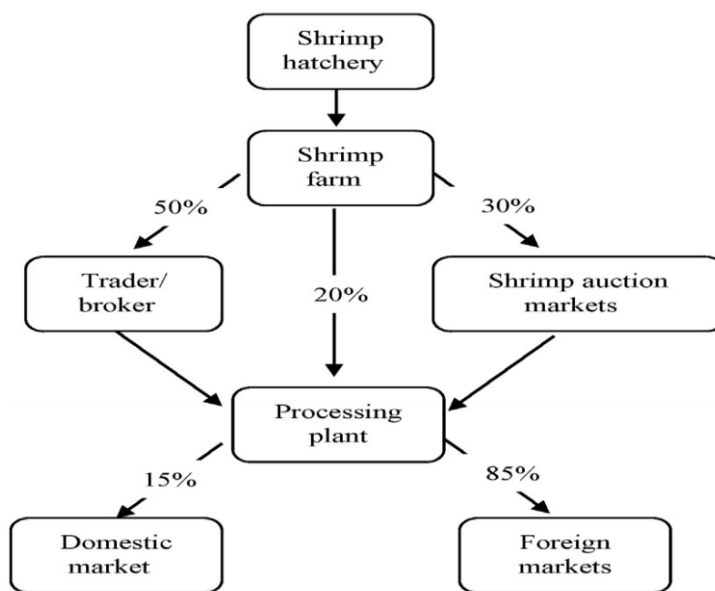 Shrimp
hatchery
Shrimp
farm
50%
30%
Trader/
broker
20%
Shrimp auction
markets
Processing
plant
15%
85%
Domestic
market
Foreign
markets